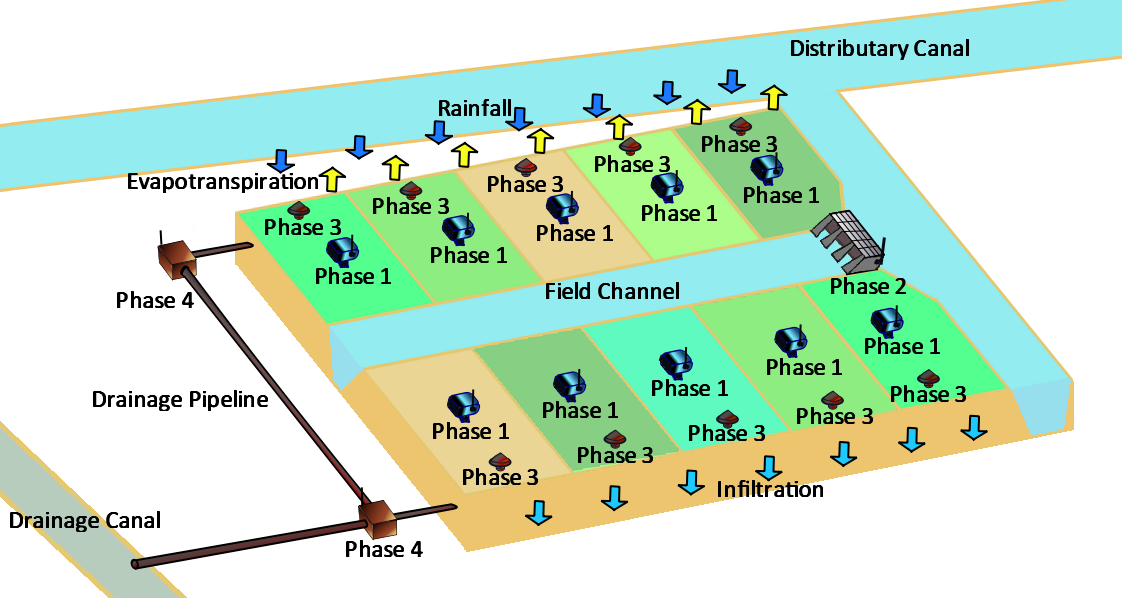 Distributary Canal
Rainfall
Evapotranspiration
Phase 3
Phase 3
Phase 3
Phase 3
Phase 3
Phase 1
Phase 1
Phase 1
Phase 1
Phase 1
Phase 4
Field Channel
Phase 2
Phase 1
Phase 1
Phase 1
Phase 1
Phase 1
Drainage Pipeline
Phase 3
Phase 3
Phase 3
Phase 3
Phase 3
Infiltration
Drainage Canal
Phase 4